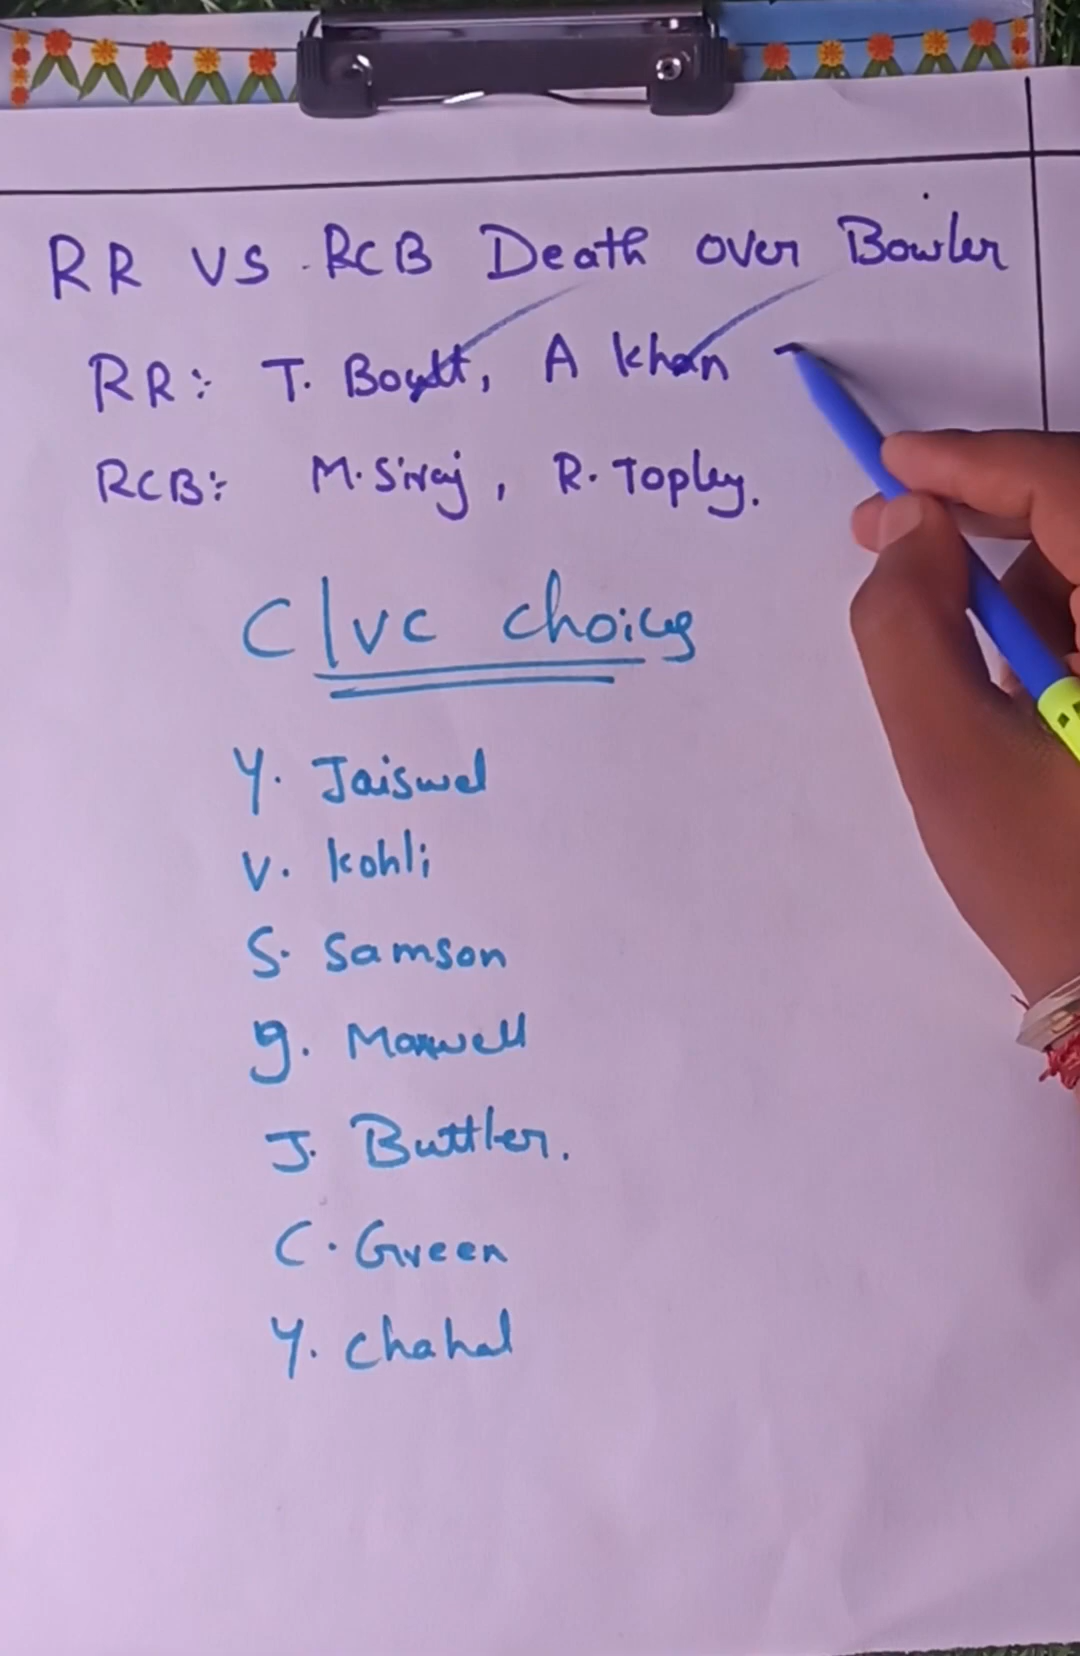 RR VS RCB Death over Bowler
RR:- T. Boult, A Khan
RCB:- M. Siraj, R. Topley.
C/VC choices
Y. Jaiswal
V. Kohli
S. Samson
g. Maxwell
J. Buttler.
C. Green
Y. chahal